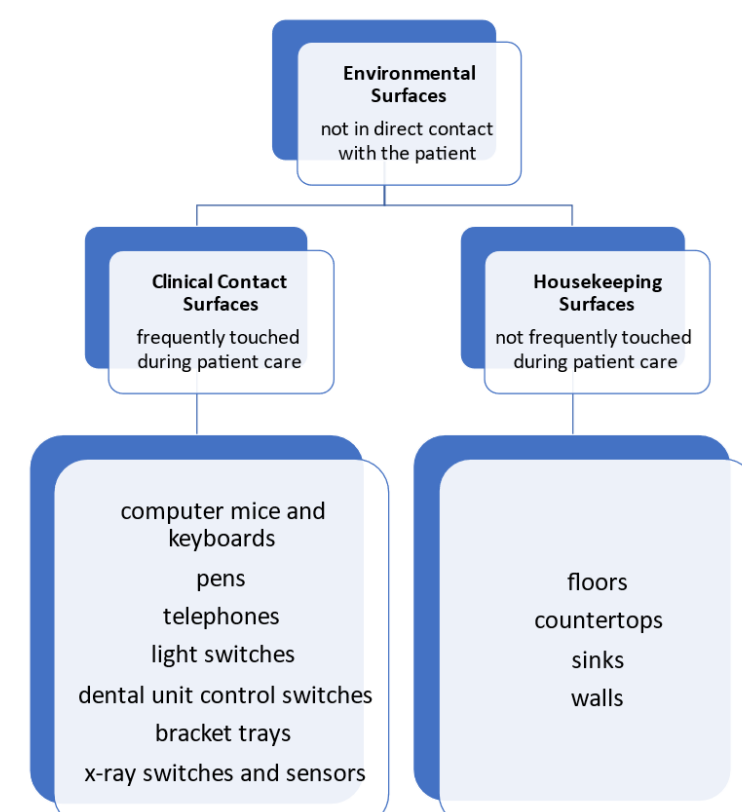 Environmental
Surfaces
not in direct contact
with the patient
Clinical Contact
Surfaces
frequently touched
during patient care
Housekeeping
Surfaces
not frequently touched
during patient care
computer mice and
keyboards
pens
telephones
light switches
dental unit control switches
bracket trays
x-ray switches and sensors
floors
countertops
sinks
walls